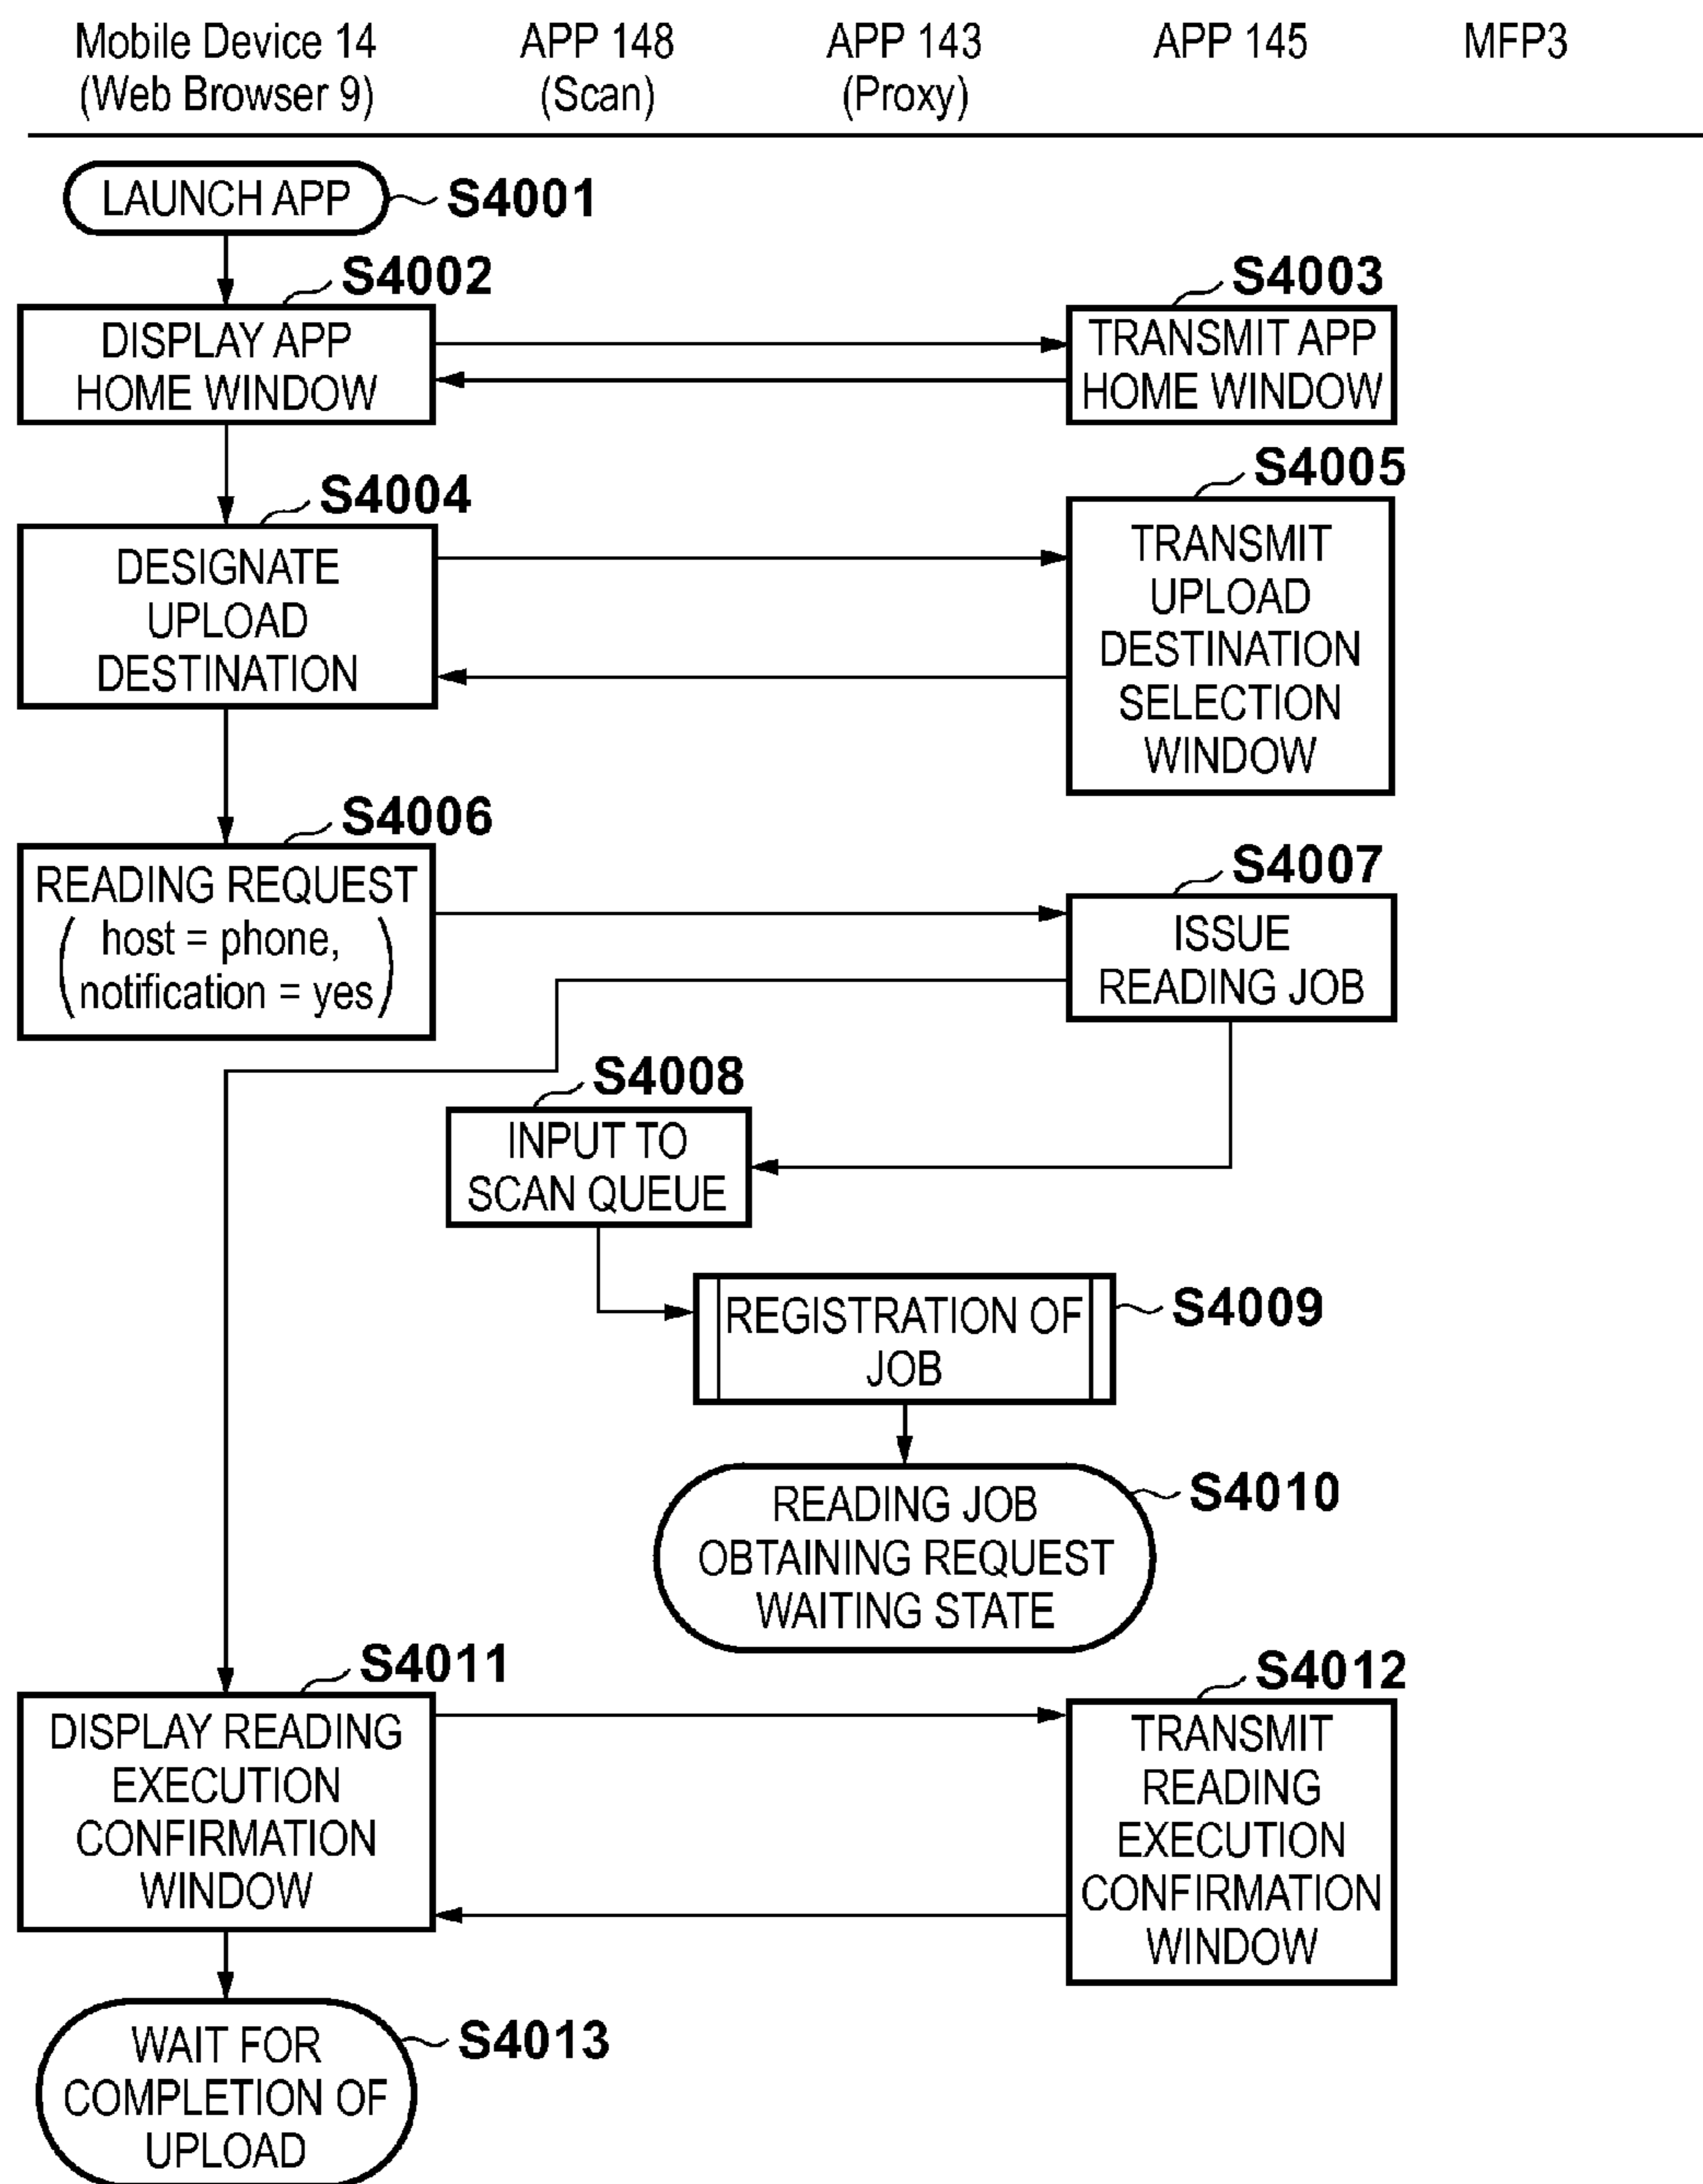 Mobile Device 14
(Web Browser 9)
APP 148
(Scan)
APP 143
(Proxy)
APP 145
MFP3
LAUNCH APP
S4001
S4002
DISPLAY APP
HOME WINDOW
S4003
TRANSMIT APP
HOME WINDOW
S4004
DESIGNATE
UPLOAD
DESTINATION
S4005
TRANSMIT
UPLOAD
DESTINATION
SELECTION
WINDOW
S4006
READING REQUEST
(host = phone,
notification = yes)
S4007
ISSUE
READING JOB
S4008
INPUT TO
SCAN QUEUE
REGISTRATION OF
JOB
S4009
READING JOB
OBTAINING REQUEST
WAITING STATE
S4010
S4011
DISPLAY READING
EXECUTION
CONFIRMATION
WINDOW
S4012
TRANSMIT
READING
EXECUTION
CONFIRMATION
WINDOW
WAIT FOR
COMPLETION OF
UPLOAD
S4013